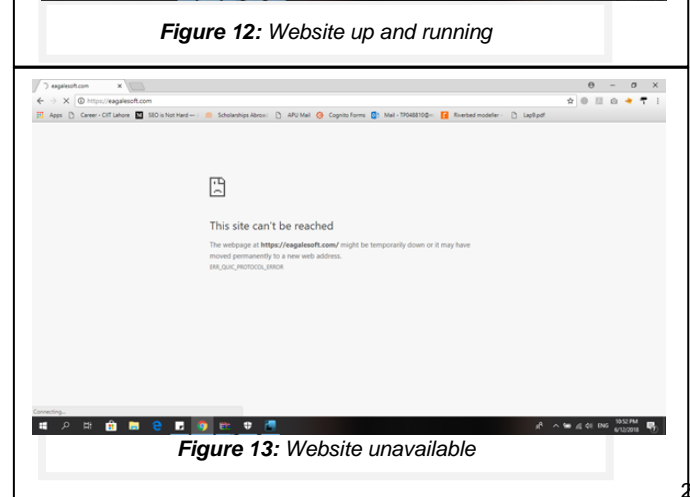 Figure 12: Website up and running
eagalesoft.com
https://eagalesoft.com
Apps Career - CIIT Lahore SEO is Not Hard — Scholarships Abroad APU Mail Cognito Forms Mail - TP048810@ Riverbed modeller - Lap9.pdf
This site can't be reached
The webpage at https://eagalesoft.com/ might be temporarily down or it may have
moved permanently to a new web address.
ERR_QUIC_PROTOCOL_ERROR
Connecting...
ENG 10:52 PM
6/12/2018
Figure 13: Website unavailable
2